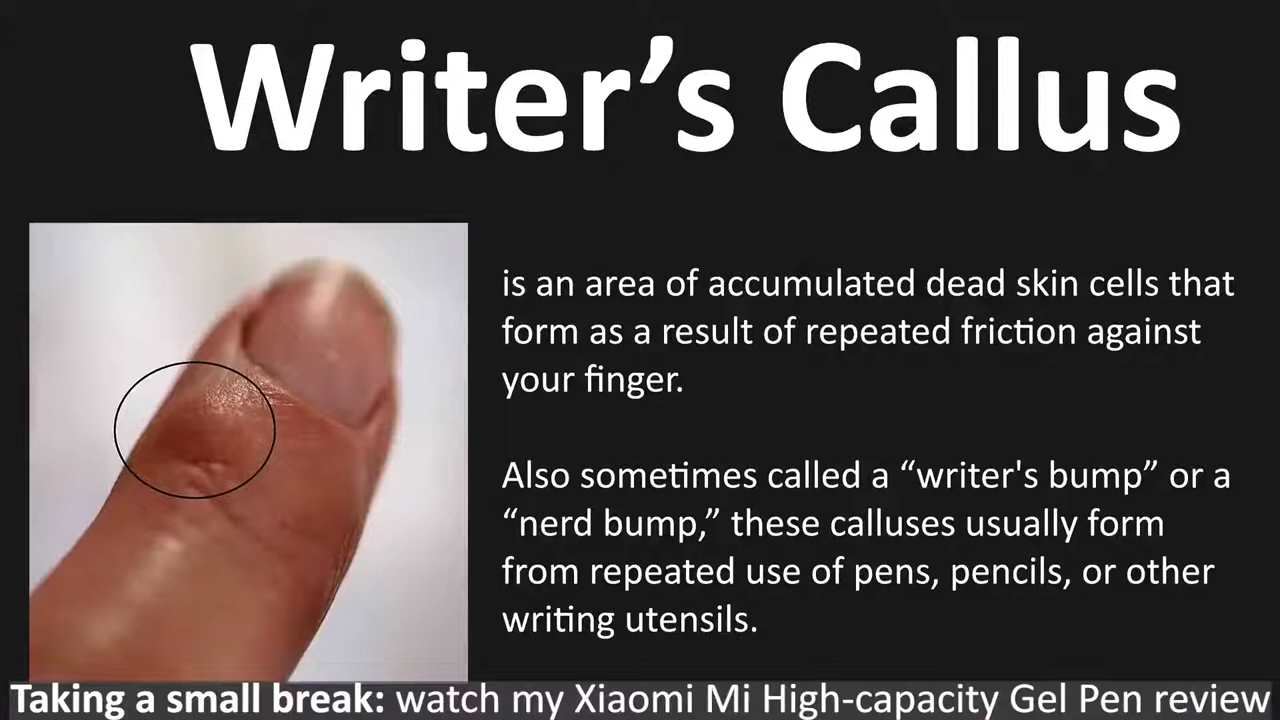 Writer’s Callus
is an area of accumulated dead skin cells that
form as a result of repeated friction against
your finger.
Also sometimes called a “writer's bump” or a
“nerd bump,” these calluses usually form
from repeated use of pens, pencils, or other
writing utensils.
Taking a small break: watch my Xiaomi Mi High-capacity Gel Pen review